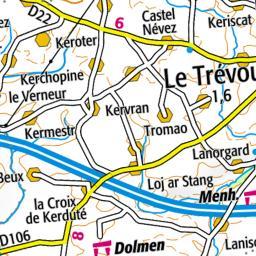 D22
6
Castel
Névez
Keriscat
Kéroter
Kerchopine
Le Trévou
le Verneur
1,6
Kervran
Kermestr
Tromao
Lanorgard
Beux
Loj ar Stang
la Croix
de Kerduté
Menh.
D106
8
Dolmen
Lanisc